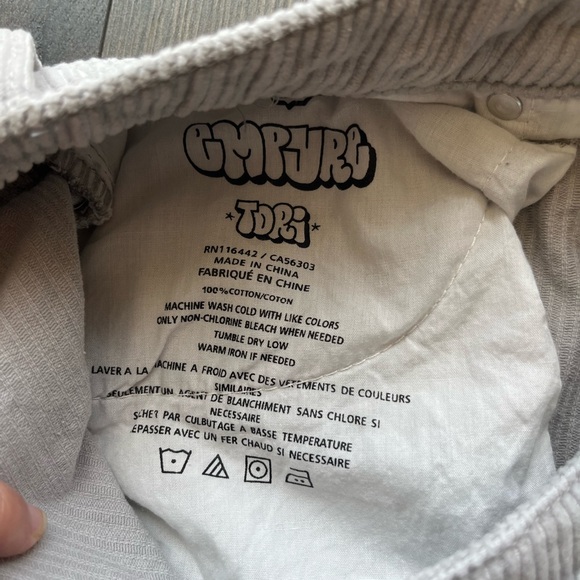 EMPYRE
*TORi*
RN116442 / CA56303
MADE IN CHINA
FABRIQUÉ EN CHINE
100% COTTON/COTON
MACHINE WASH COLD WITH LIKE COLORS
ONLY NON-CHLORINE BLEACH WHEN NEEDED
TUMBLE DRY LOW
WARM IRON IF NEEDED
LAVER A LA MACHINE A FROID AVEC DES VÉTEMENTS DE COULEURS
SIMILAIRES
SEULEMENT UN AGENT DE BLANCHIMENT SANS CHLORE SI
NECESSAIRE
PAR CULBUTAGE A BASSE TEMPERATURE
AVEC UN FER CHAUD SI NECESSAIRE